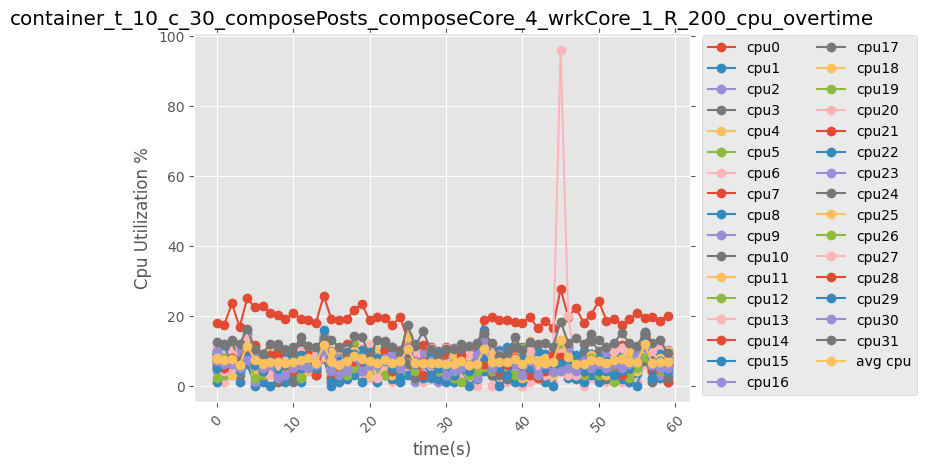 container_t_10_c_30_composePosts_composeCore_4_wrkCore_1_R_200_cpu_overtime
Cpu Utilization %
100
80
60
40
20
0
0
10
20
30
40
50
60
time(s)
cpu0
cpu1
cpu2
cpu3
cpu4
cpu5
cpu6
cpu7
cpu8
cpu9
cpu10
cpu11
cpu12
cpu13
cpu14
cpu15
cpu16
cpu17
cpu18
cpu19
cpu20
cpu21
cpu22
cpu23
cpu24
cpu25
cpu26
cpu27
cpu28
cpu29
cpu30
cpu31
avg cpu